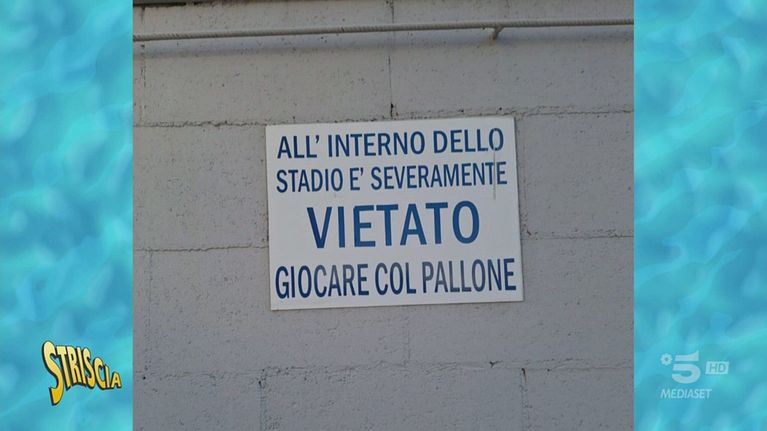 ALL' INTERNO DELLO
STADIO E' SEVERAMENTE
VIETATO
GIOCARE COL PALLONE
STRISCIA
5 HD
MEDIASET